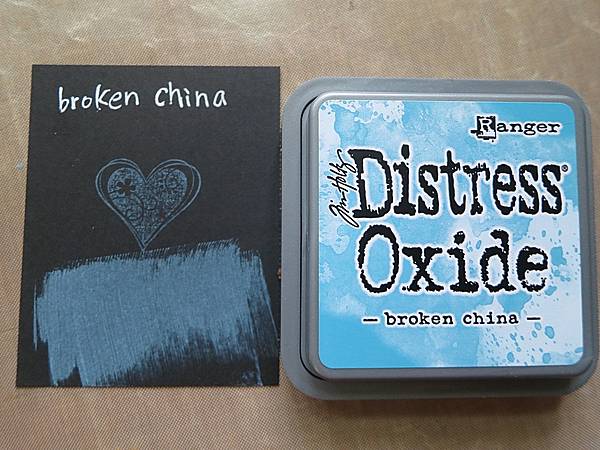 broken china
Ranger
Tim Holtz
Distress®
Oxide
— broken china —